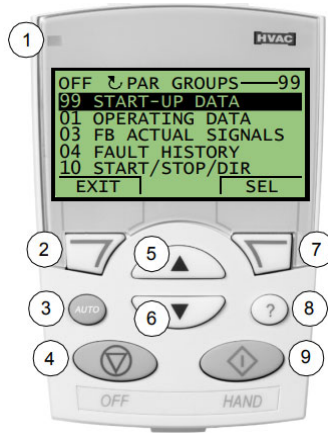 1
HVAC
OFF ↻ PAR GROUPS——99
99 START-UP DATA
01 OPERATING DATA
03 FB ACTUAL SIGNALS
04 FAULT HISTORY
10 START/STOP/DIR
EXIT SEL
2
5
7
3
AUTO
6
?
8
4
9
OFF HAND